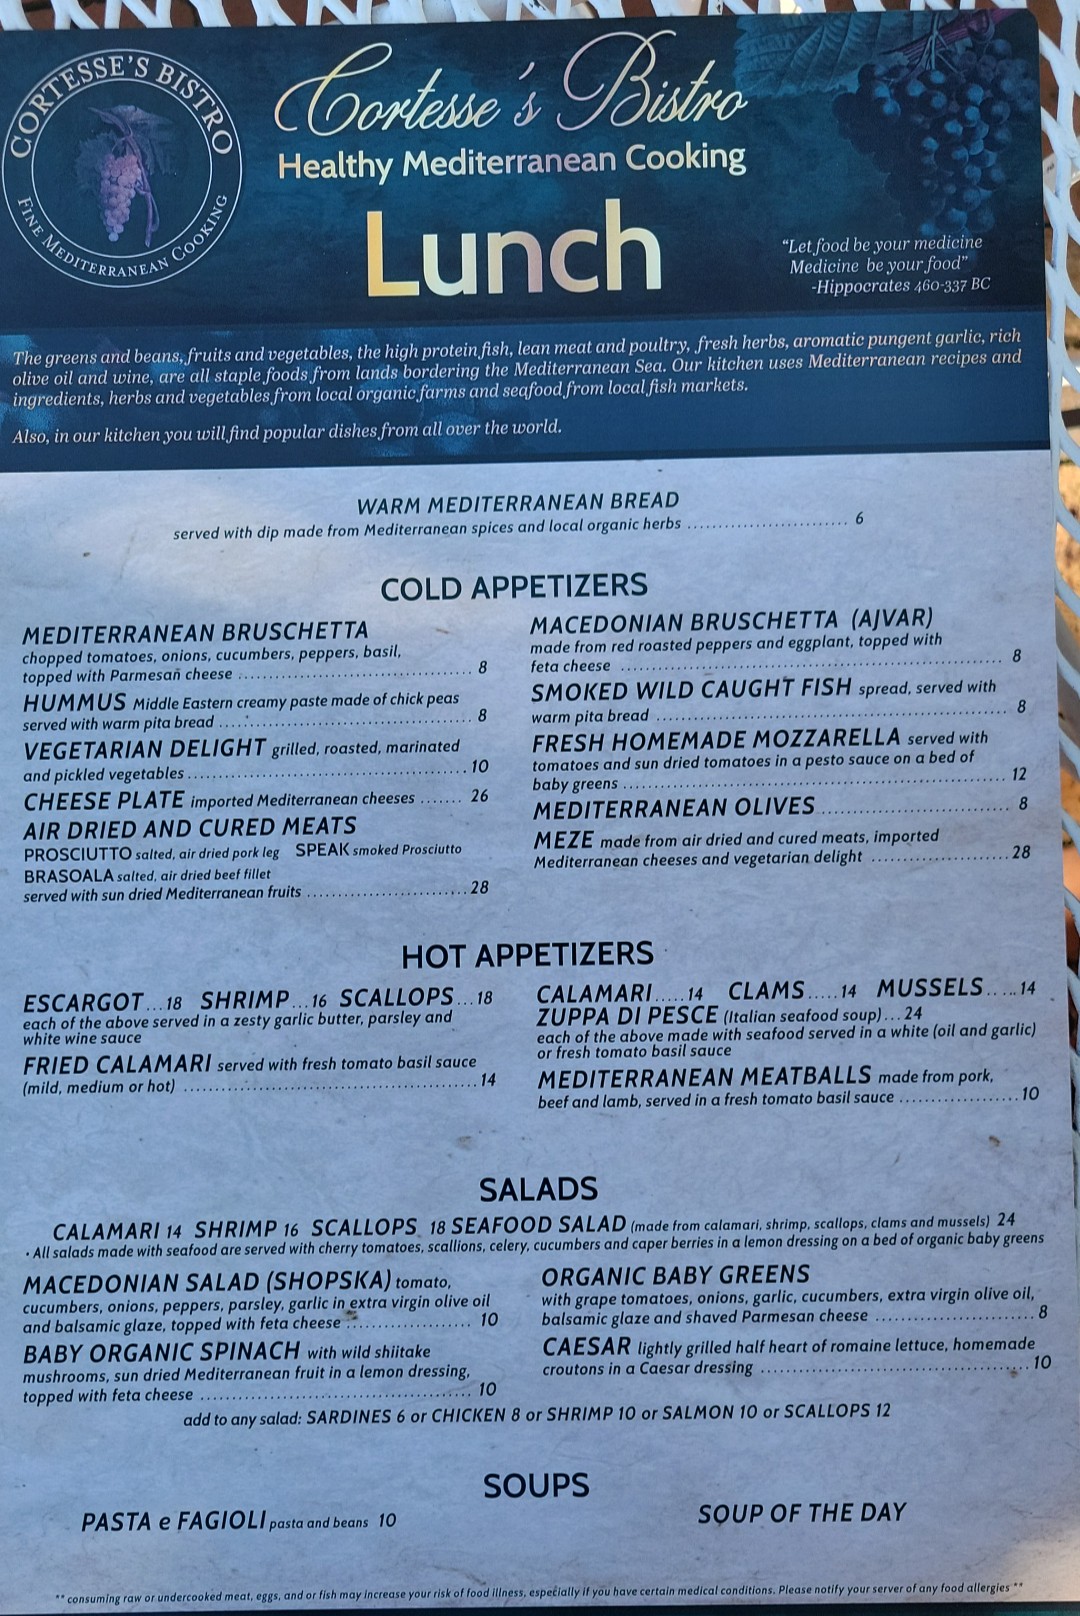 CORTESSE'S BISTRO
FINE MEDITERRANEAN COOKING
Cortesse's Bistro
Healthy Mediterranean Cooking
Lunch
"Let food be your medicine
Medicine be your food"
-Hippocrates 460-337 BC
The greens and beans, fruits and vegetables, the high protein fish, lean meat and poultry, fresh herbs, aromatic pungent garlic, rich
olive oil and wine, are all staple foods from lands bordering the Mediterranean Sea. Our kitchen uses Mediterranean recipes and
ingredients, herbs and vegetables from local organic farms and seafood from local fish markets.
Also, in our kitchen you will find popular dishes from all over the world.
WARM MEDITERRANEAN BREAD
served with dip made from Mediterranean spices and local organic herbs .......................... 6
COLD APPETIZERS
MEDITERRANEAN BRUSCHETTA
chopped tomatoes, onions, cucumbers, peppers, basil,
topped with Parmesan cheese ...................................... 8
HUMMUS Middle Eastern creamy paste made of chick peas
served with warm pita bread ......................................... 8
VEGETARIAN DELIGHT grilled, roasted, marinated
and pickled vegetables ............................................. 10
CHEESE PLATE imported Mediterranean cheeses ....... 26
AIR DRIED AND CURED MEATS
PROSCIUTTO salted, air dried pork leg SPEAK smoked Prosciutto
BRASOALA salted, air dried beef fillet
served with sun dried Mediterranean fruits .......................... 28
MACEDONIAN BRUSCHETTA (AJVAR)
made from red roasted peppers and eggplant, topped with
feta cheese .............................................................. 8
SMOKED WILD CAUGHT FISH spread, served with
warm pita bread ......................................................... 8
FRESH HOMEMADE MOZZARELLA served with
tomatoes and sun dried tomatoes in a pesto sauce on a bed of
baby greens .............................................................. 12
MEDITERRANEAN OLIVES .............................. 8
MEZE made from air dried and cured meats, imported
Mediterranean cheeses and vegetarian delight ...................... 28
HOT APPETIZERS
ESCARGOT...18 SHRIMP...16 SCALLOPS...18
each of the above served in a zesty garlic butter, parsley and
white wine sauce
FRIED CALAMARI served with fresh tomato basil sauce
(mild, medium or hot) ............................................... 14
CALAMARI.....14 CLAMS.....14 MUSSELS.....14
ZUPPA DI PESCE (Italian seafood soup)...24
each of the above made with seafood served in a white (oil and garlic)
or fresh tomato basil sauce
MEDITERRANEAN MEATBALLS made from pork,
beef and lamb, served in a fresh tomato basil sauce ................... 10
SALADS
CALAMARI 14 SHRIMP 16 SCALLOPS 18 SEAFOOD SALAD (made from calamari, shrimp, scallops, clams and mussels) 24
· All salads made with seafood are served with cherry tomatoes, scallions, celery, cucumbers and caper berries in a lemon dressing on a bed of organic baby greens
MACEDONIAN SALAD (SHOPSKA) tomato,
cucumbers, onions, peppers, parsley, garlic in extra virgin olive oil
and balsamic glaze, topped with feta cheese .................... 10
BABY ORGANIC SPINACH with wild shiitake
mushrooms, sun dried Mediterranean fruit in a lemon dressing,
topped with feta cheese ............................................ 10
ORGANIC BABY GREENS
with grape tomatoes, onions, garlic, cucumbers, extra virgin olive oil,
balsamic glaze and shaved Parmesan cheese .......................... 8
CAESAR lightly grilled half heart of romaine lettuce, homemade
croutons in a Caesar dressing ........................................... 10
add to any salad: SARDINES 6 or CHICKEN 8 or SHRIMP 10 or SALMON 10 or SCALLOPS 12
SOUPS
PASTA e FAGIOLI pasta and beans 10
SOUP OF THE DAY
** consuming raw or undercooked meat, eggs, and or fish may increase your risk of food illness, especially if you have certain medical conditions. Please notify your server of any food allergies **